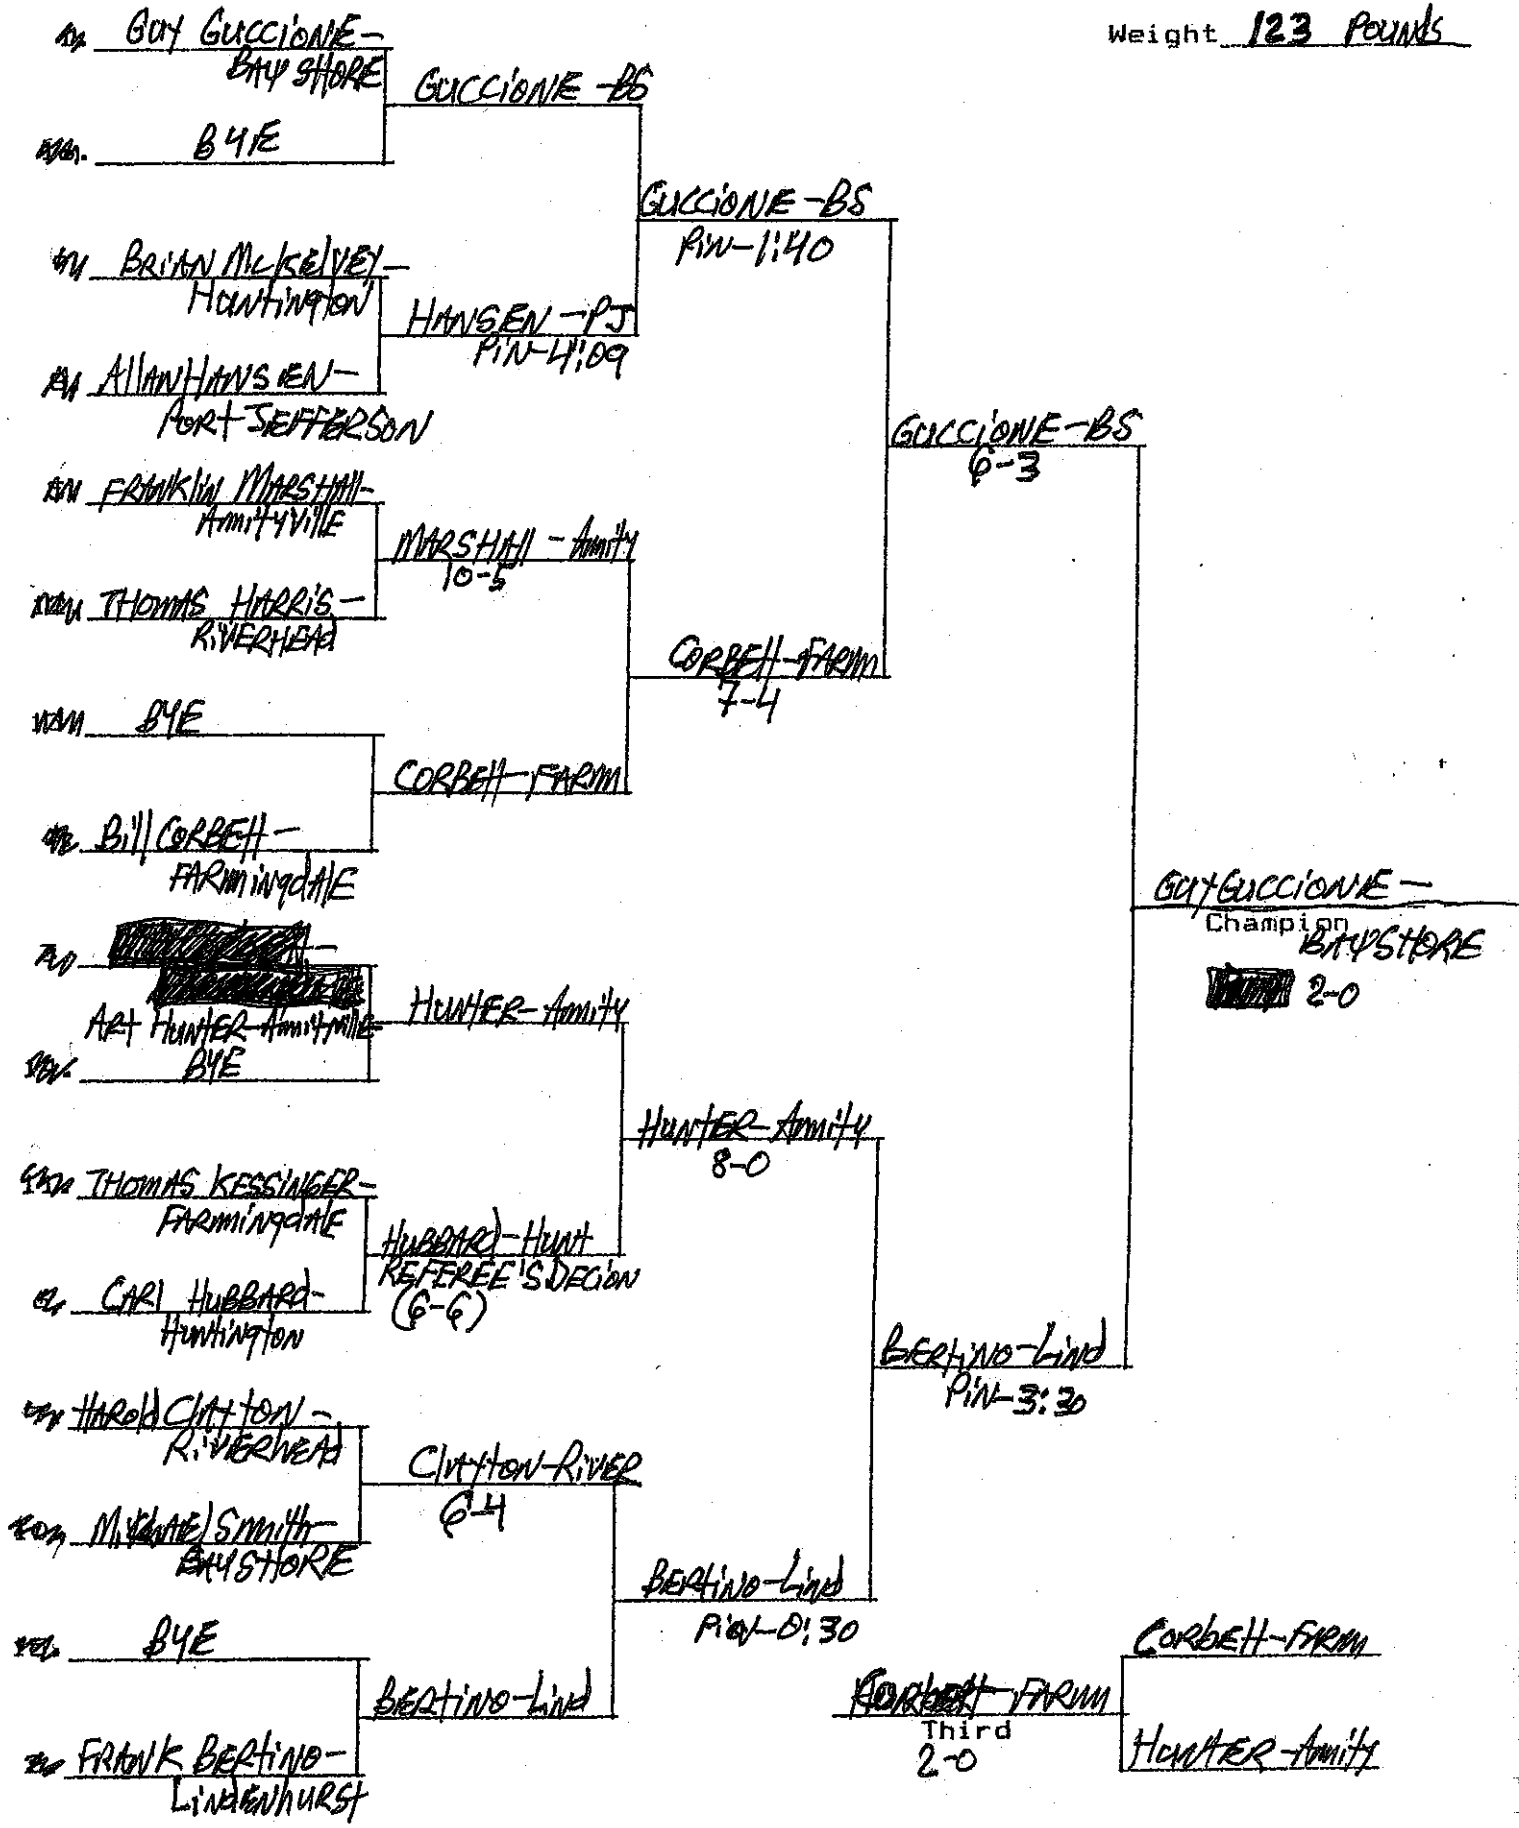 Weight 123 POUNDS
GUY GUCCIONE-
BAY SHORE
GUCCIONE-BS
BYE
GUCCIONE-BS
PIN-1:40
BRIAN McKELVEY-
HUNTINGTON
HANSEN-PJ
PIN-4:09
ALLAN HANSEN-
PORT JEFFERSON
GUCCIONE-BS
6-3
FRANKLIN MARSHALL-
AMITYVILLE
MARSHALL-AMITY
10-5
THOMAS HARRIS-
RIVERHEAD
CORBETT-FARM
7-4
BYE
CORBETT-FARM
BILL CORBETT-
FARMINGDALE
GUY GUCCIONE-
Champion
BAYSHORE
2-0
ART HUNTER-AMITYVILLE-
HUNTER-AMITY
BYE
HUNTER-AMITY
8-0
THOMAS KESSINGER-
FARMINGDALE
HUBBARD-HUNT
REFEREE'S DECION
(6-6)
CARL HUBBARD-
HUNTINGTON
BERTINO-LIND
PIN-3:30
HAROLD CLAYTON-
RIVERHEAD
CLAYTON-RIVER
6-4
MICHAEL SMITH-
BAYSHORE
BERTINO-LIND
PIN-0:30
BYE
BERTINO-LIND
FRANK BERTINO-
LINDENHURST
CORBETT-FARM
CORBETT-FARM
Third
2-0
HUNTER-AMITY